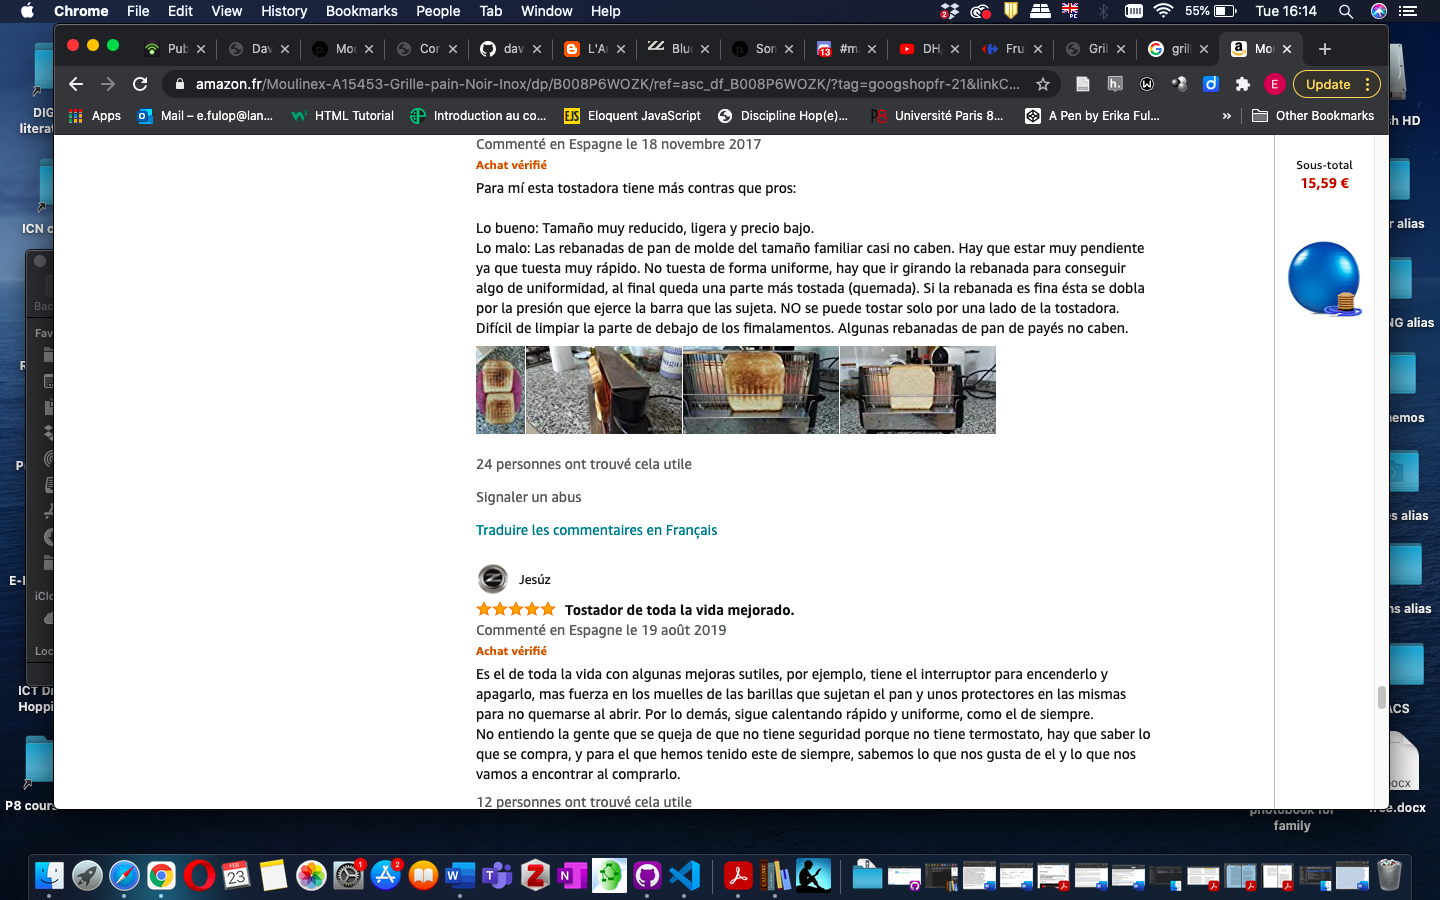 Chrome File Edit View History Bookmarks People Tab Window Help 55% Tue 16:14
Pub Dav Moo Cor dav L'A Blu Son #ma DH, Fru Gril gril Mou
amazon.fr/Moulinex-A15453-Grille-pain-Noir-Inox/dp/B008P6WOZK/ref=asc_df_B008P6WOZK/?tag=googshopfr-21&linkC... Update
Apps Mail – e.fulop@lan... HTML Tutorial Introduction au co... Eloquent JavaScript Discipline Hop(e)... Université Paris 8... A Pen by Erika Ful... » Other Bookmarks
Commenté en Espagne le 18 novembre 2017
Achat vérifié
Para mí esta tostadora tiene más contras que pros:
Lo bueno: Tamaño muy reducido, ligera y precio bajo.
Lo malo: Las rebanadas de pan de molde del tamaño familiar casi no caben. Hay que estar muy pendiente
ya que tuesta muy rápido. No tuesta de forma uniforme, hay que ir girando la rebanada para conseguir
algo de uniformidad, al final queda una parte más tostada (quemada). Si la rebanada es fina ésta se dobla
por la presión que ejerce la barra que las sujeta. NO se puede tostar solo por una lado de la tostadora.
Difícil de limpiar la parte de debajo de los fimalamentos. Algunas rebanadas de pan de payés no caben.
24 personnes ont trouvé cela utile
Signaler un abus
Traduire les commentaires en Français
Jesúz
Tostador de toda la vida mejorado.
Commenté en Espagne le 19 août 2019
Achat vérifié
Es el de toda la vida con algunas mejoras sutiles, por ejemplo, tiene el interruptor para encenderlo y
apagarlo, mas fuerza en los muelles de las barillas que sujetan el pan y unos protectores en las mismas
para no quemarse al abrir. Por lo demás, sigue calentando rápido y uniforme, como el de siempre.
No entiendo la gente que se queja de que no tiene seguridad porque no tiene termostato, hay que saber lo
que se compra, y para el que hemos tenido este de siempre, sabemos lo que nos gusta de el y lo que nos
vamos a encontrar al comprarlo.
12 personnes ont trouvé cela utile
Sous-total
15,59 €
DIG
litera
ICN c
Bac
Fav
iClo
Loc
ICT Di
Hoppi
P8 cours
sh HD
r alias
NG alias
emos
s alias
ns alias
ACS
OCX
ree.docx
photobook for
family
FEB
23
1
2